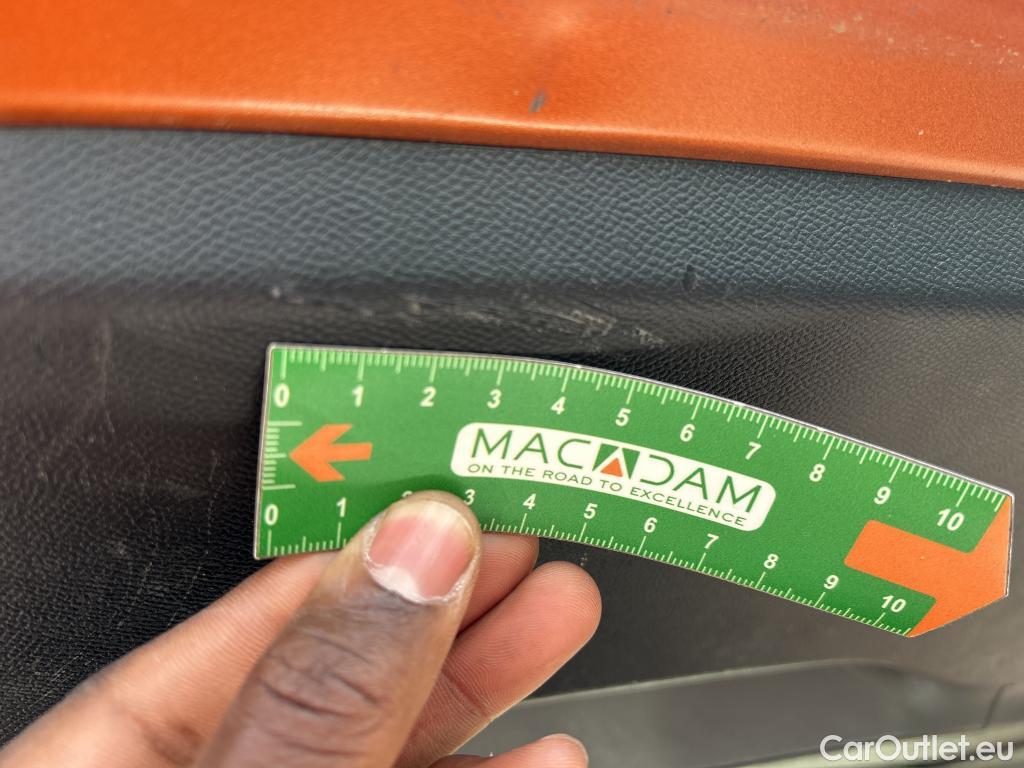 0 1 2 3 4 5 6 7 8 9 10
MACADAM
ON THE ROAD TO EXCELLENCE
0 1 2 3 4 5 6 7 8 9 10
CarOutlet.eu